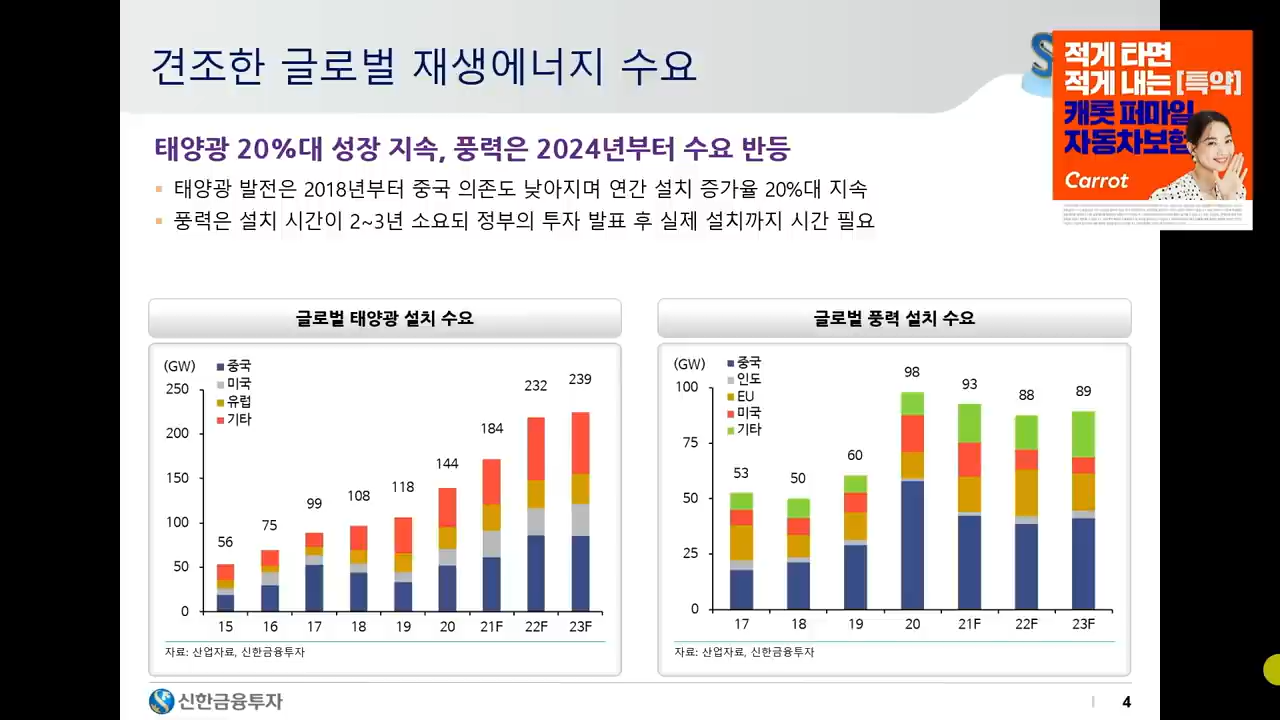 견조한 글로벌 재생에너지 수요
적게 타면
적게 내는 [특약]
캐롯 퍼마일
자동차보험
Carrot
태양광 20%대 성장 지속, 풍력은 2024년부터 수요 반등
태양광 발전은 2018년부터 중국 의존도 낮아지며 연간 설치 증가율 20%대 지속
풍력은 설치 시간이 2~3년 소요도 정부의 투자 발표 후 실제 설치까지 시간 필요
글로벌 태양광 설치 수요
(GW)
중국
미국
유럽
기타
250
200
150
100
50
0
56
75
99
108
118
144
184
232
239
15 16 17 18 19 20 21F 22F 23F
자료: 산업자료, 신한금융투자
글로벌 풍력 설치 수요
(GW)
중국
인도
EU
미국
기타
100
75
50
25
0
53
50
60
98
93
88
89
17 18 19 20 21F 22F 23F
자료: 산업자료, 신한금융투자
신한금융투자
4